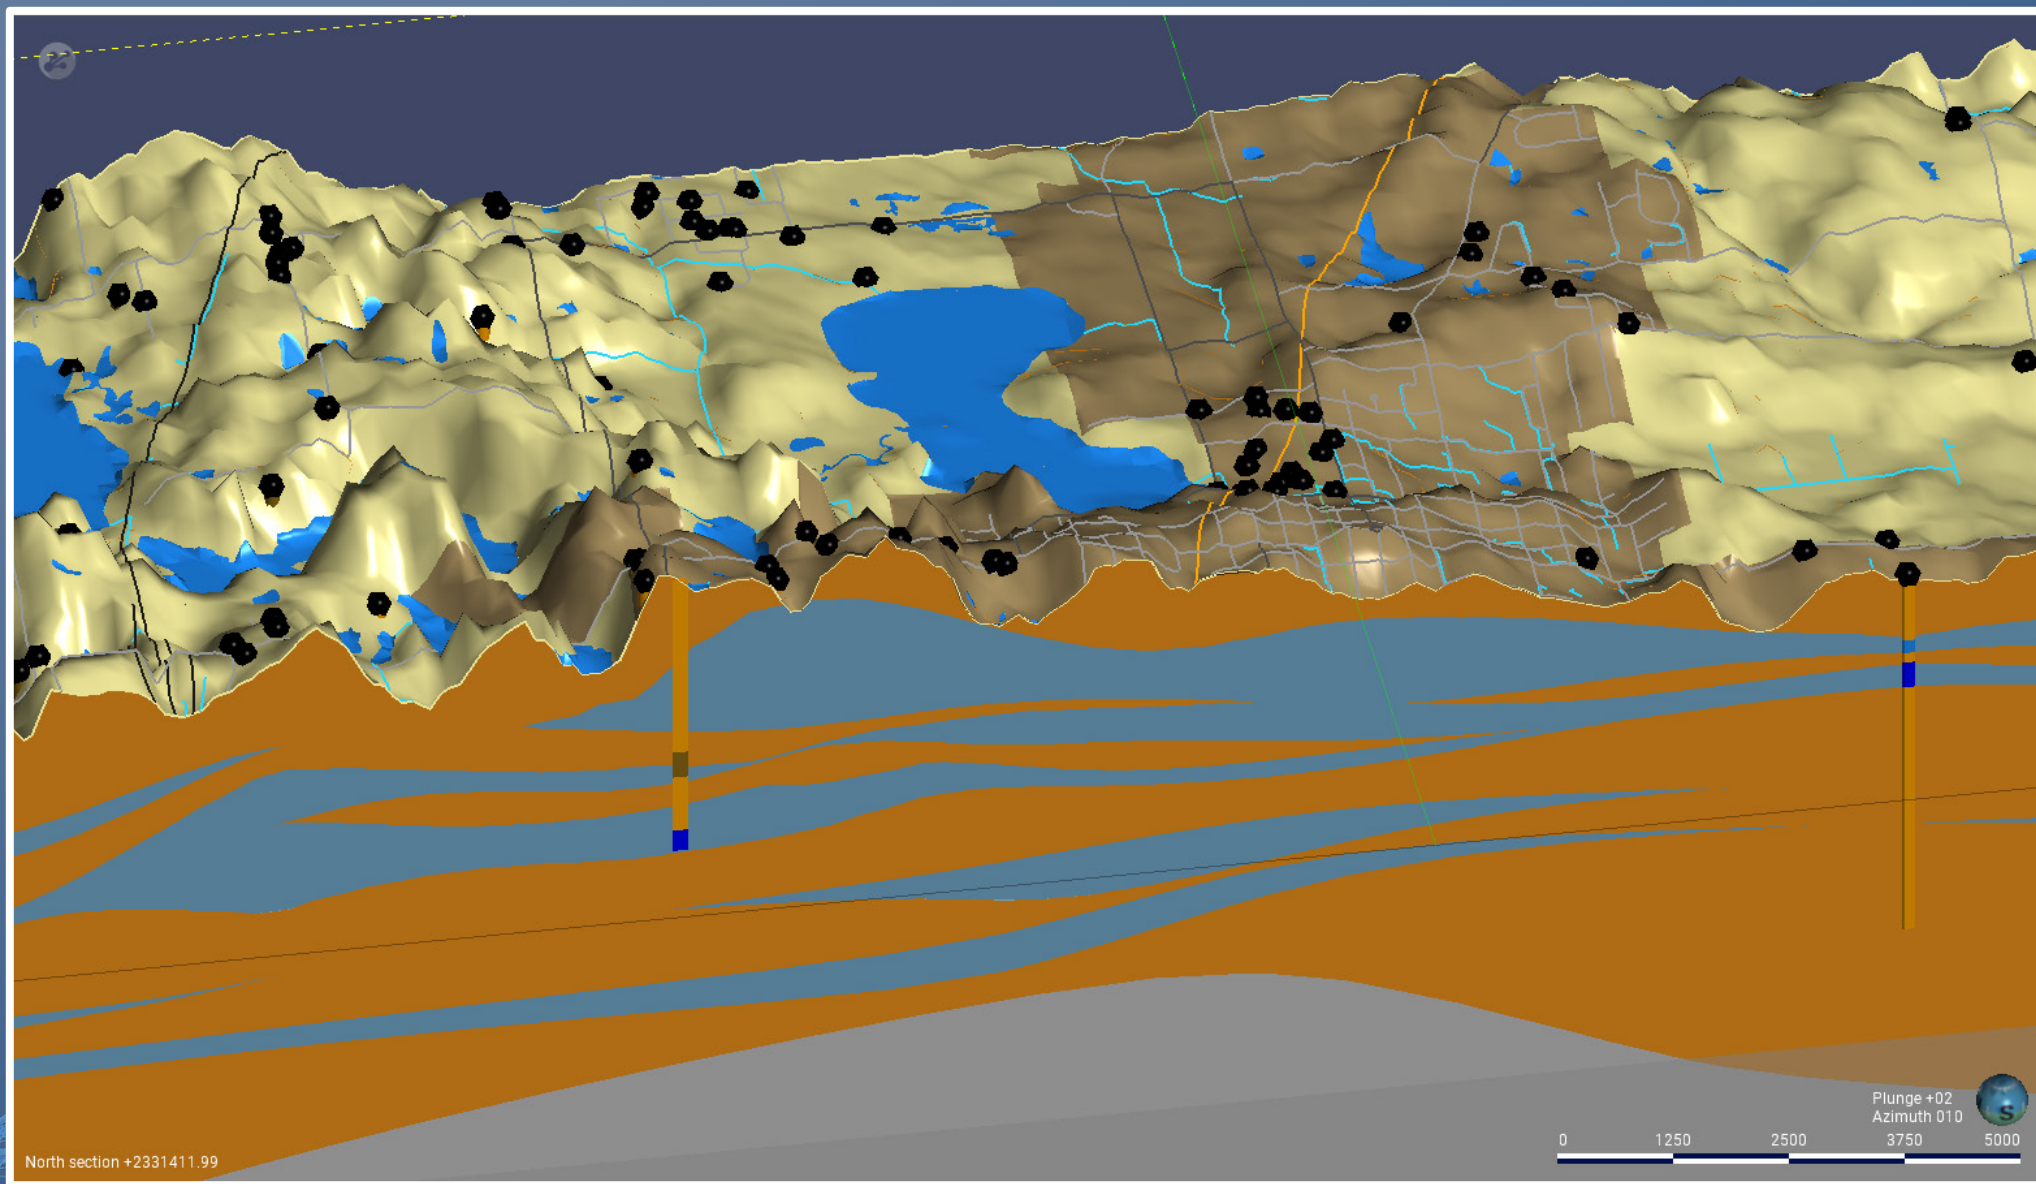 Plunge +02
Azimuth 010
S
0 1250 2500 3750 5000
North section +2331411.99